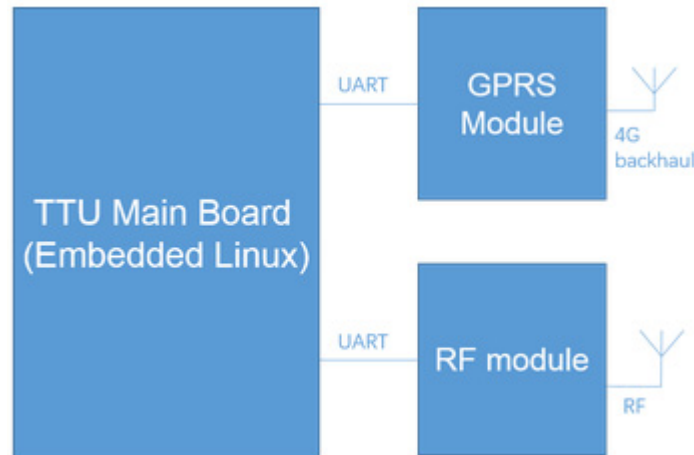 TTU Main Board
(Embedded Linux)
UART
GPRS
Module
4G
backhaul
UART
RF module
RF